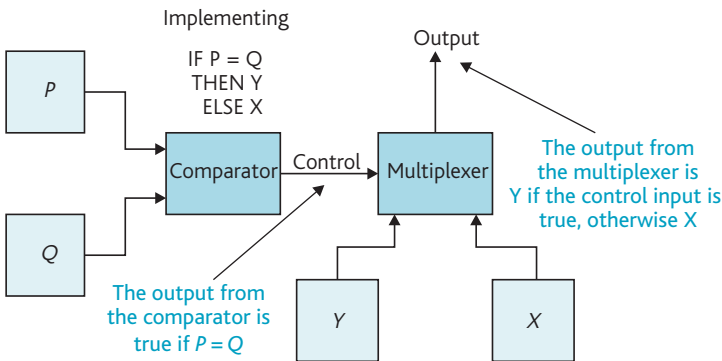 Implementing
IF P = Q
THEN Y
ELSE X
Output
P
Comparator
Control
Multiplexer
The output from
the multiplexer is
Y if the control input is
true, otherwise X
Q
The output from
the comparator is
true if P = Q
Y
X